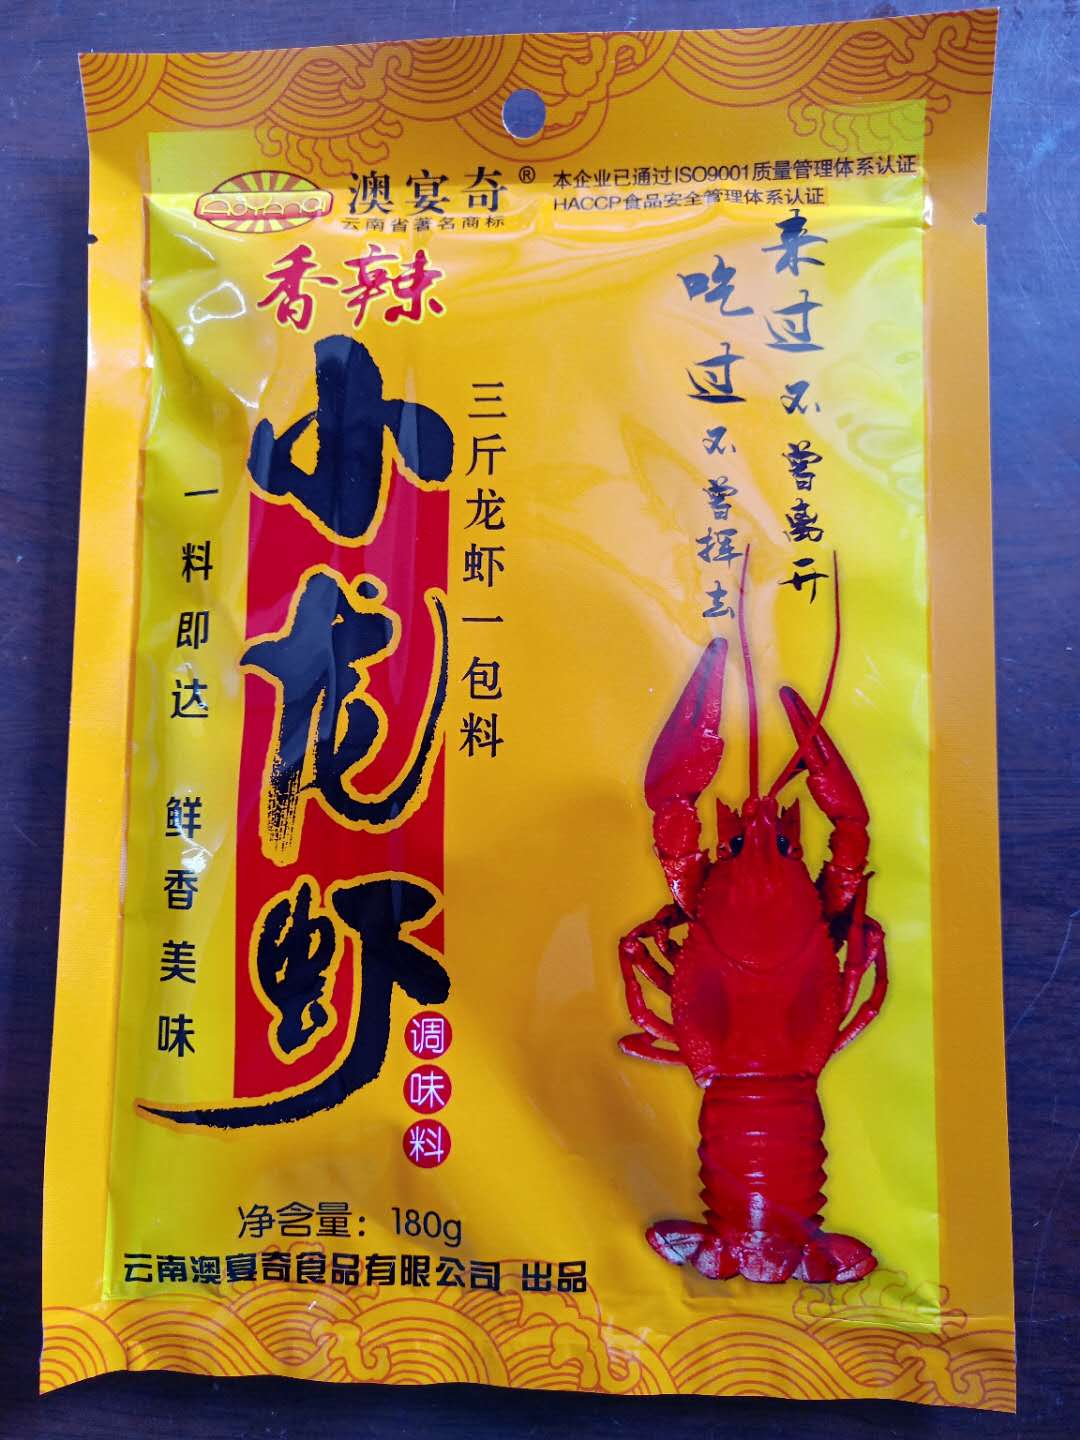 AoYanQi
澳宴奇®
云南省著名商标
本企业已通过ISO9001质量管理体系认证
HACCP食品安全管理体系认证
香辣
小龙虾
调味料
三斤龙虾一包料
一料即达 鲜香美味
来过不曾离开
吃过不曾挥去
净含量：180g
云南澳宴奇食品有限公司 出品